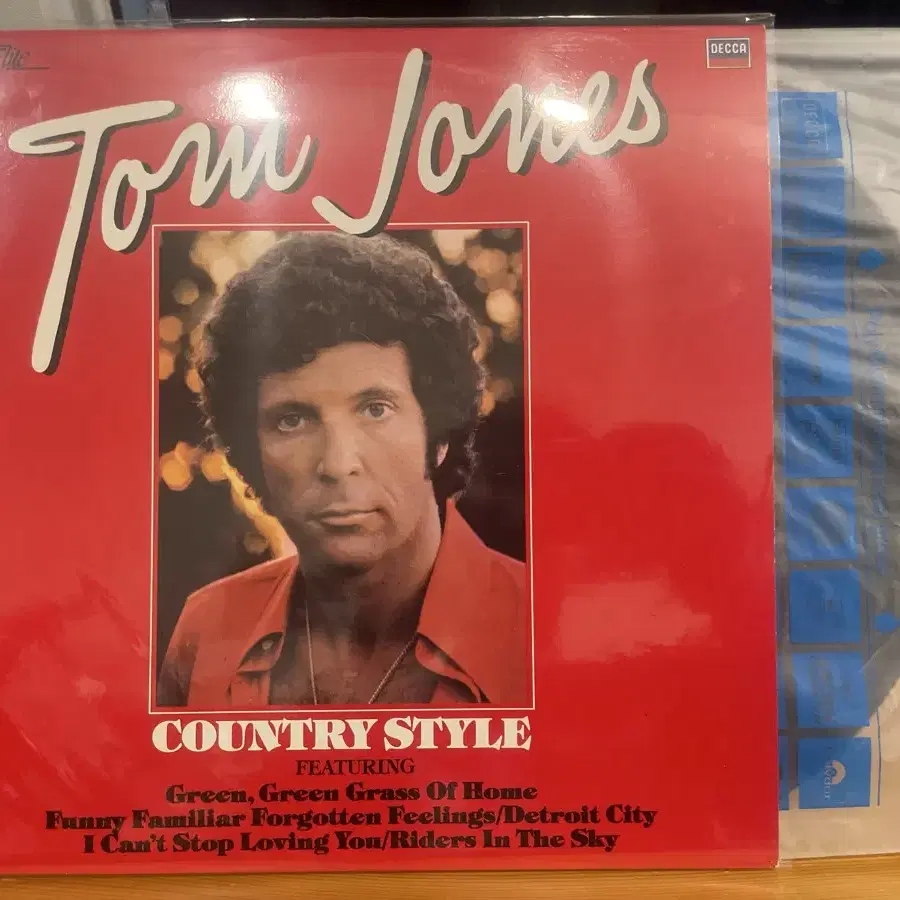 Tom Jones
DECCA
COUNTRY STYLE
FEATURING
Green, Green Grass Of Home
Funny Familiar Forgotten Feelings/Detroit City
I Can't Stop Loving You/Riders In The Sky